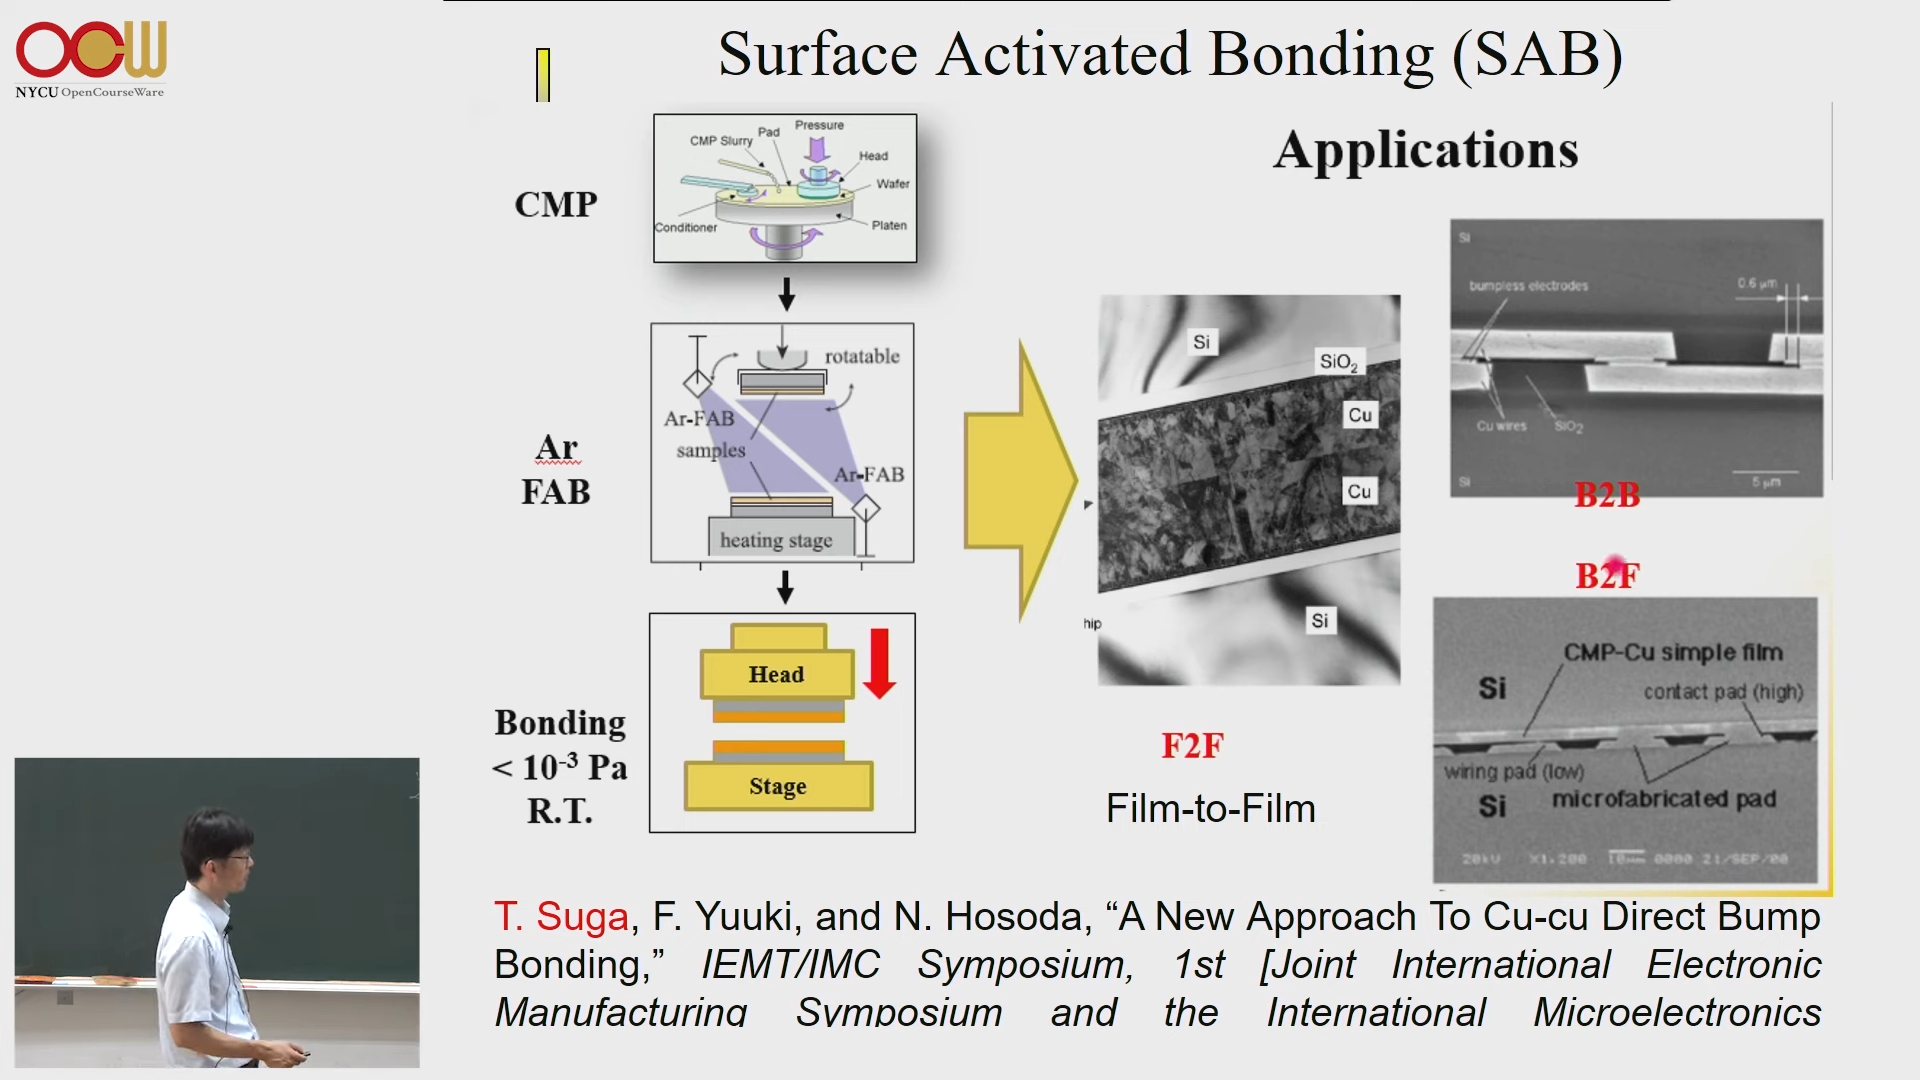 OCW
NYCU OpenCourseWare
Surface Activated Bonding (SAB)
CMP
CMP Slurry
Pad
Pressure
Head
Wafer
Platen
Conditioner
Ar
FAB
rotatable
Ar-FAB
samples
Ar-FAB
heating stage
Bonding
< 10-3 Pa
R.T.
Head
Stage
Applications
Si
SiO2
Cu
Cu
Si
hip
F2F
Film-to-Film
Si
bumpless electrodes
0.6 μm
Cu wires
SiO2
Si
5 μm
B2B
B2F
CMP-Cu simple film
Si
contact pad (high)
wiring pad (low)
Si
microfabricated pad
20kV X1,200 10μm 0000 21/SEP/00
T. Suga, F. Yuuki, and N. Hosoda, “A New Approach To Cu-cu Direct Bump
Bonding,” IEMT/IMC Symposium, 1st [Joint International Electronic
Manufacturing Symposium and the International Microelectronics